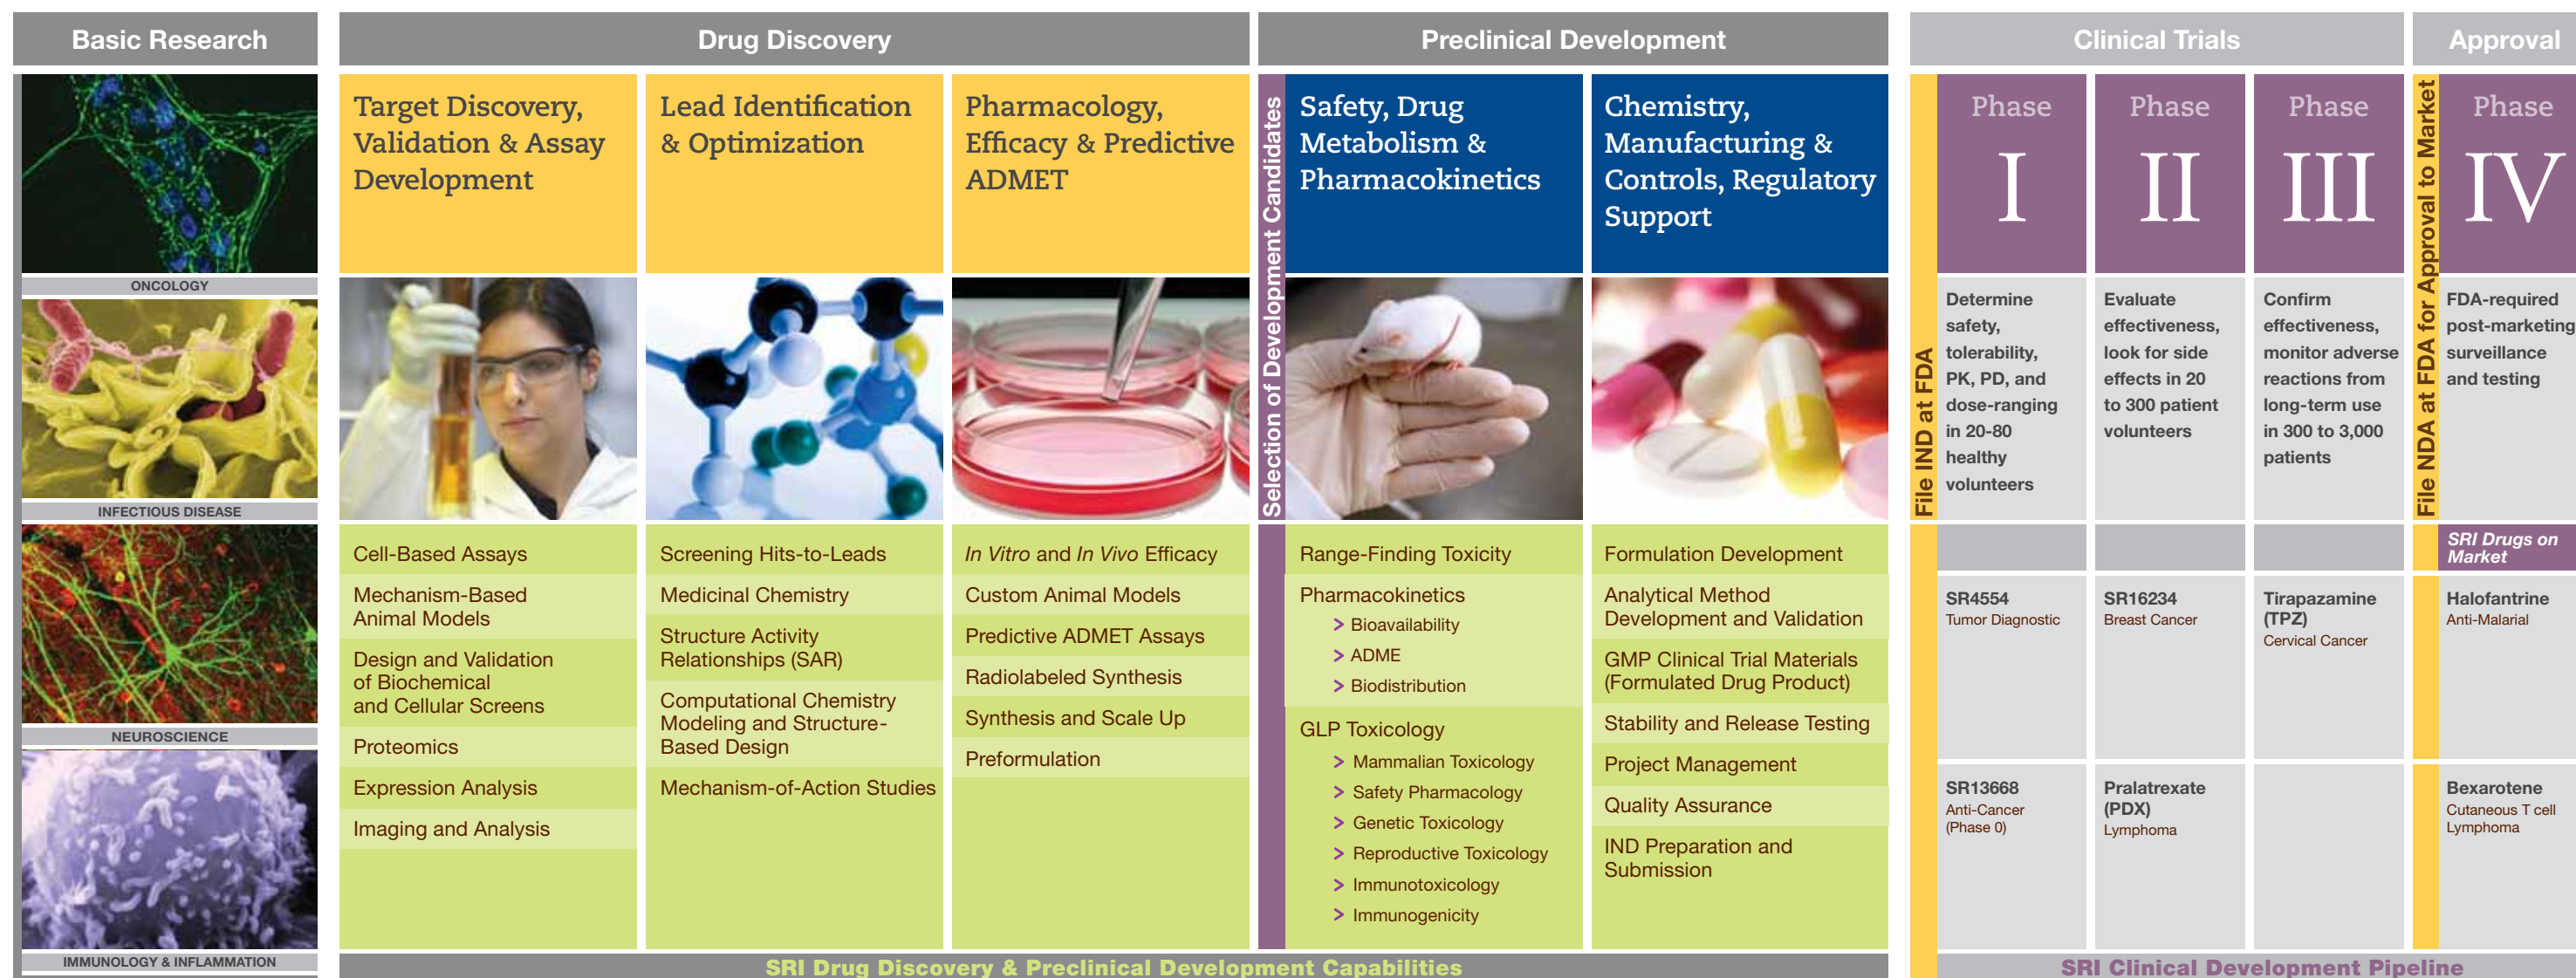 Basic Research
ONCOLOGY
INFECTIOUS DISEASE
NEUROSCIENCE
IMMUNOLOGY & INFLAMMATION
Drug Discovery
Target Discovery,
Validation & Assay
Development
Cell-Based Assays
Mechanism-Based
Animal Models
Design and Validation
of Biochemical
and Cellular Screens
Proteomics
Expression Analysis
Imaging and Analysis
Lead Identification
& Optimization
Screening Hits-to-Leads
Medicinal Chemistry
Structure Activity
Relationships (SAR)
Computational Chemistry
Modeling and Structure-
Based Design
Mechanism-of-Action Studies
Pharmacology,
Efficacy & Predictive
ADMET
In Vitro and In Vivo Efficacy
Custom Animal Models
Predictive ADMET Assays
Radiolabeled Synthesis
Synthesis and Scale Up
Preformulation
Preclinical Development
Selection of Development Candidates
Safety, Drug
Metabolism &
Pharmacokinetics
Range-Finding Toxicity
Pharmacokinetics
> Bioavailability
> ADME
> Biodistribution
GLP Toxicology
> Mammalian Toxicology
> Safety Pharmacology
> Genetic Toxicology
> Reproductive Toxicology
> Immunotoxicology
> Immunogenicity
Chemistry,
Manufacturing &
Controls, Regulatory
Support
Formulation Development
Analytical Method
Development and Validation
GMP Clinical Trial Materials
(Formulated Drug Product)
Stability and Release Testing
Project Management
Quality Assurance
IND Preparation and
Submission
SRI Drug Discovery & Preclinical Development Capabilities
Clinical Trials
File IND at FDA
Phase
I
Determine
safety,
tolerability,
PK, PD, and
dose-ranging
in 20-80
healthy
volunteers
SR4554
Tumor Diagnostic
SR13668
Anti-Cancer
(Phase 0)
Phase
II
Evaluate
effectiveness,
look for side
effects in 20
to 300 patient
volunteers
SR16234
Breast Cancer
Pralatrexate
(PDX)
Lymphoma
Phase
III
Confirm
effectiveness,
monitor adverse
reactions from
long-term use
in 300 to 3,000
patients
Tirapazamine
(TPZ)
Cervical Cancer
Approval
File NDA at FDA for Approval to Market
Phase
IV
FDA-required
post-marketing
surveillance
and testing
SRI Drugs on
Market
Halofantrine
Anti-Malarial
Bexarotene
Cutaneous T cell
Lymphoma
SRI Clinical Development Pipeline